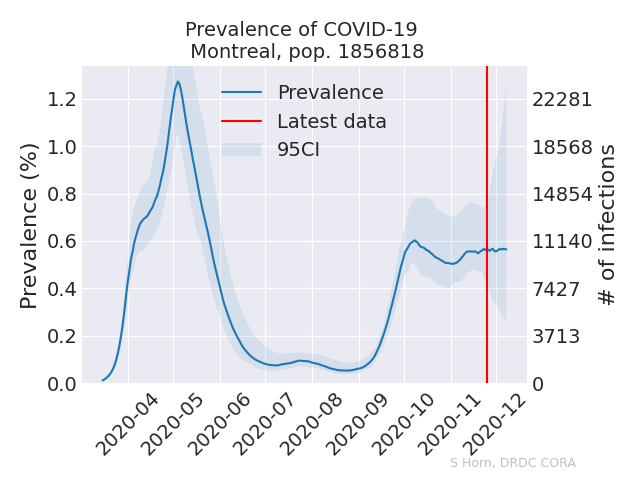 Prevalence of COVID-19
Montreal, pop. 1856818
Prevalence
Latest data
95CI
Prevalence (%)
1.2
1.0
0.8
0.6
0.4
0.2
0.0
22281
18568
14854
11140
7427
3713
0
# of infections
2020-04
2020-05
2020-06
2020-07
2020-08
2020-09
2020-10
2020-11
2020-12
S Horn, DRDC CORA